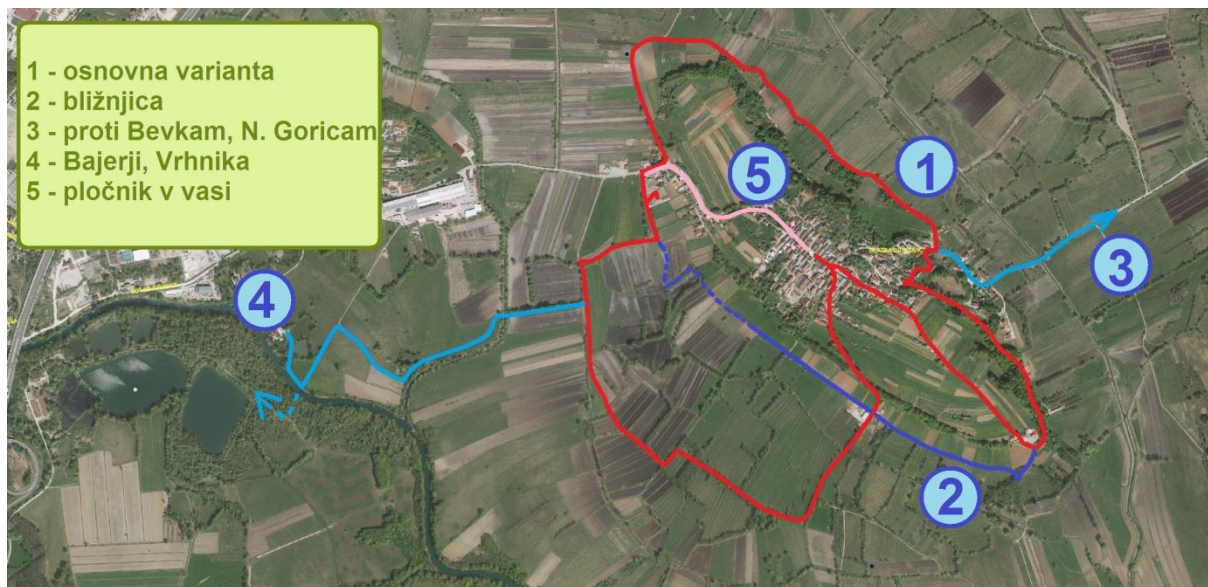 1 - osnovna varianta
2 - bližnjica
3 - proti Bevkam, N. Goricam
4 - Bajerji, Vrhnika
5 - pločnik v vasi
1
5
3
4
2